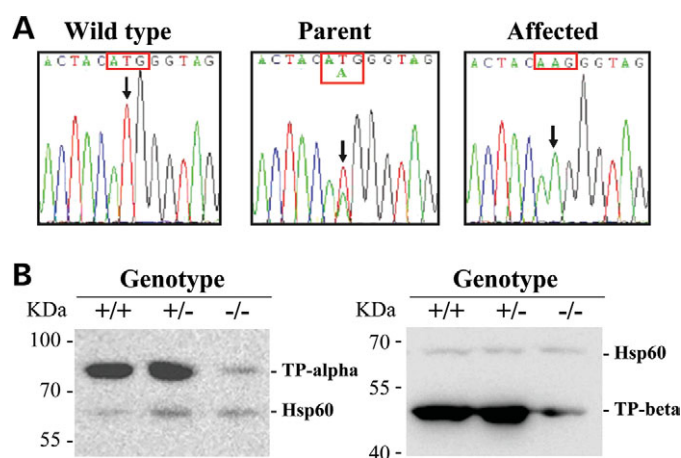 A
Wild type
Parent
Affected
ACTACATGGGTAG
ACTACATGGGTAG
A
ACTACAAGGGTAG
B
Genotype
Genotype
KDa
+/+ +/- -/-
KDa
+/+ +/- -/-
100 -
70 -
55 -
TP-alpha
Hsp60
70 -
55 -
40 -
Hsp60
TP-beta